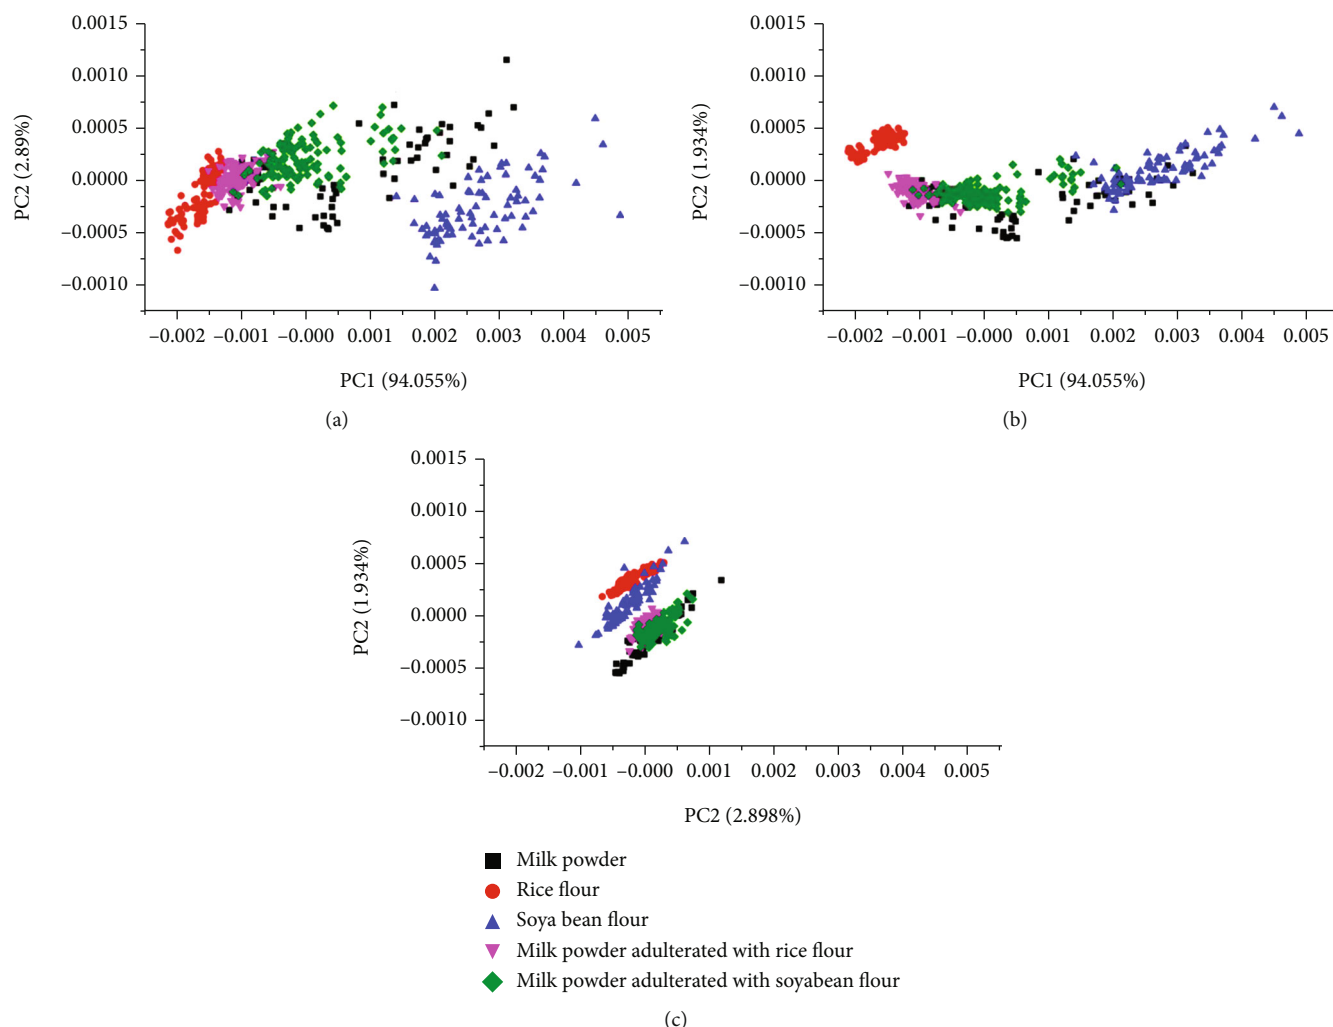 0.0015
0.0010
0.0005
0.0000
−0.0005
−0.0010
PC2 (2.89%)
−0.002 −0.001 −0.000 0.001 0.002 0.003 0.004 0.005
PC1 (94.055%)
(a)
0.0015
0.0010
0.0005
0.0000
−0.0005
−0.0010
PC2 (1.934%)
−0.002 −0.001 −0.000 0.001 0.002 0.003 0.004 0.005
PC1 (94.055%)
(b)
0.0015
0.0010
0.0005
0.0000
−0.0005
−0.0010
PC2 (1.934%)
−0.002 −0.001 −0.000 0.001 0.002 0.003 0.004 0.005
PC2 (2.898%)
Milk powder
Rice flour
Soya bean flour
Milk powder adulterated with rice flour
Milk powder adulterated with soyabean flour
(c)